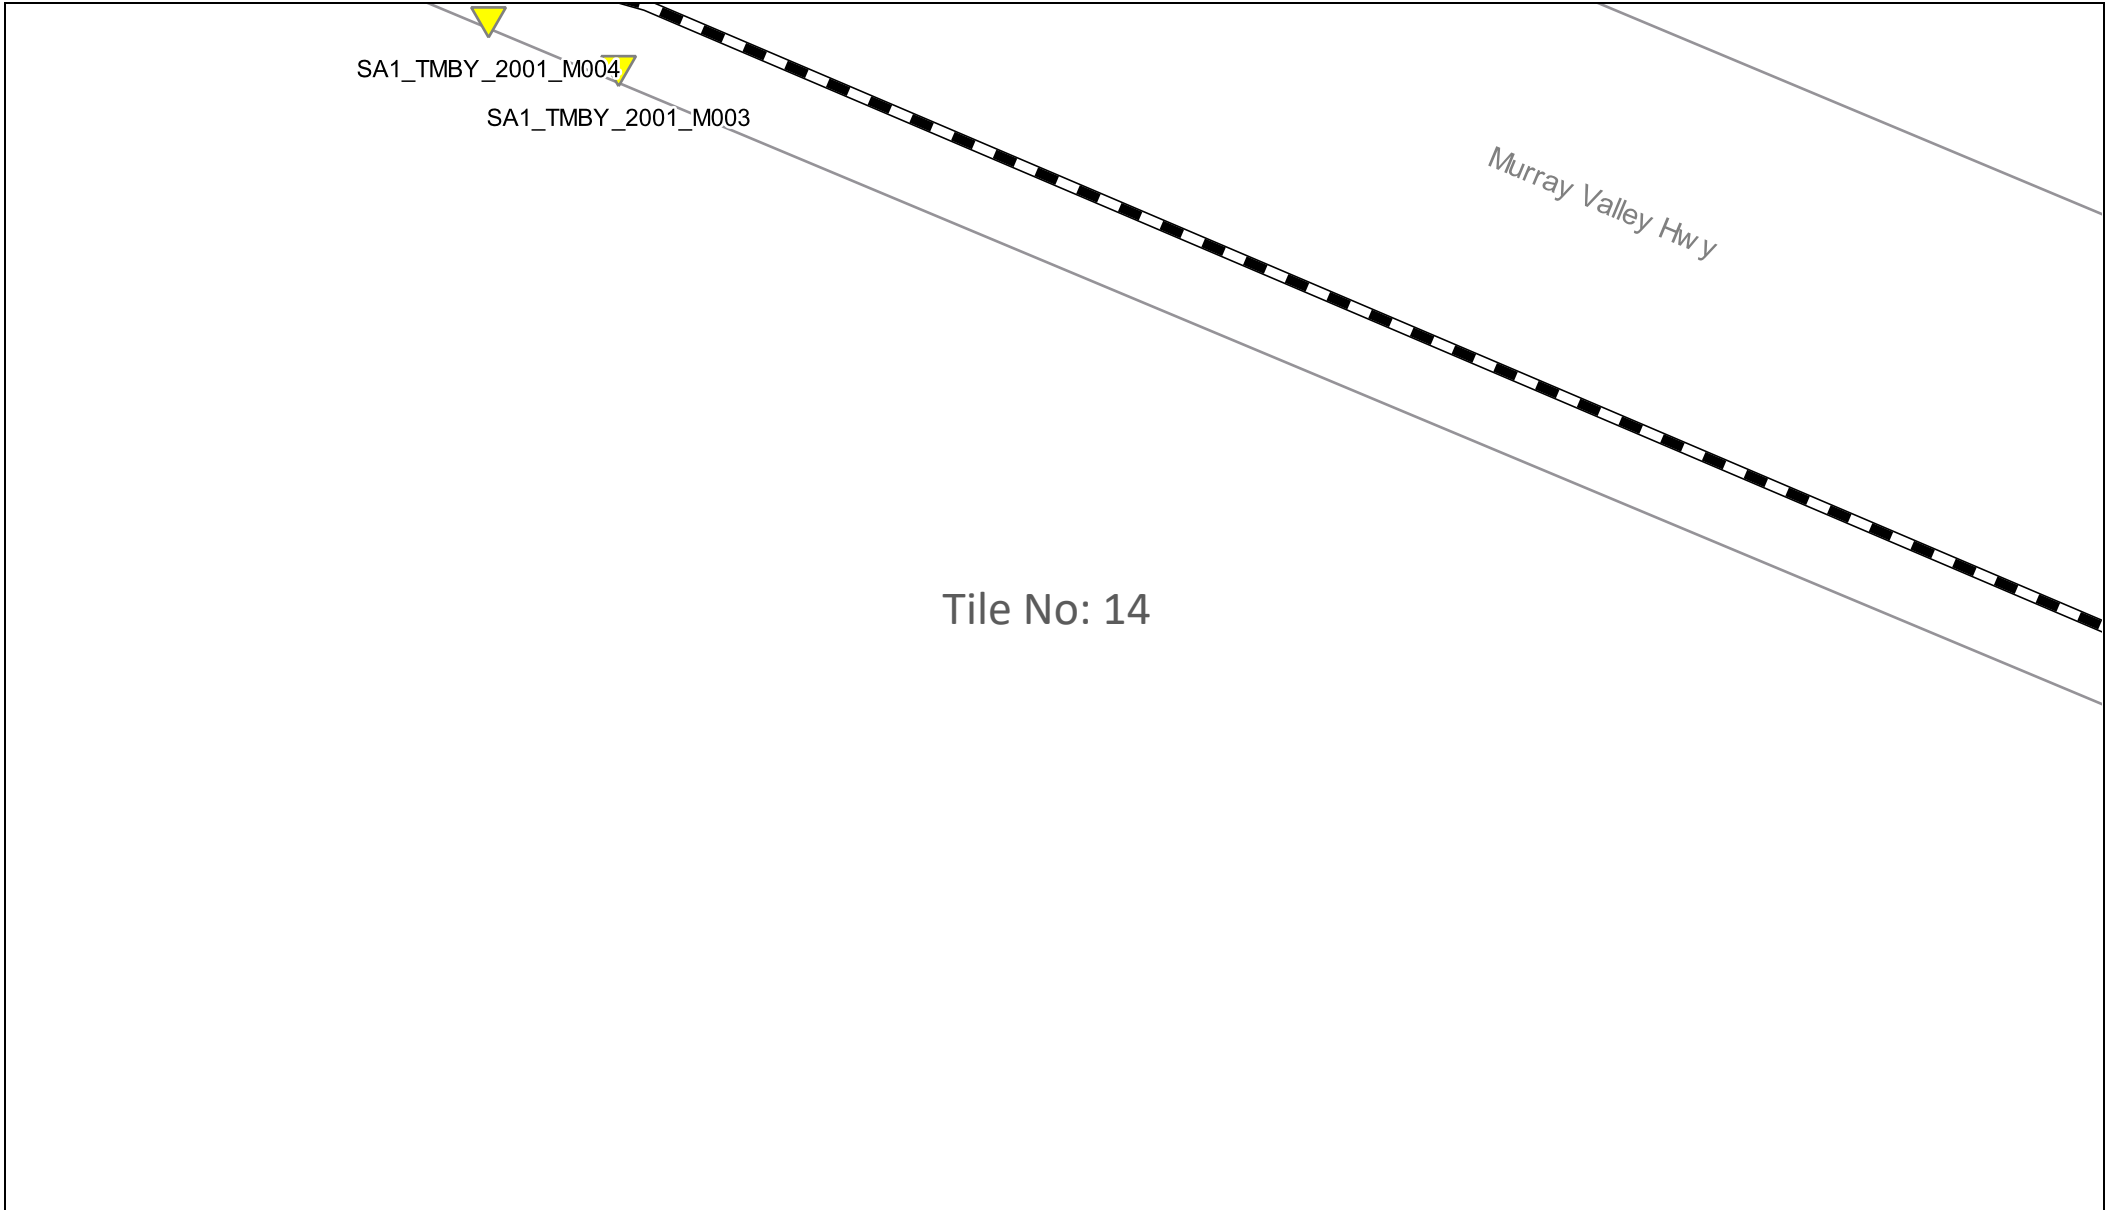 SA1_TMBY_2001_M004
SA1_TMBY_2001_M003
Murray Valley Hwy
Tile No: 14